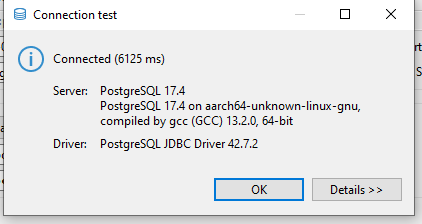 Connection test
Connected (6125 ms)
Server: PostgreSQL 17.4
PostgreSQL 17.4 on aarch64-unknown-linux-gnu,
compiled by gcc (GCC) 13.2.0, 64-bit
Driver: PostgreSQL JDBC Driver 42.7.2
OK
Details >>